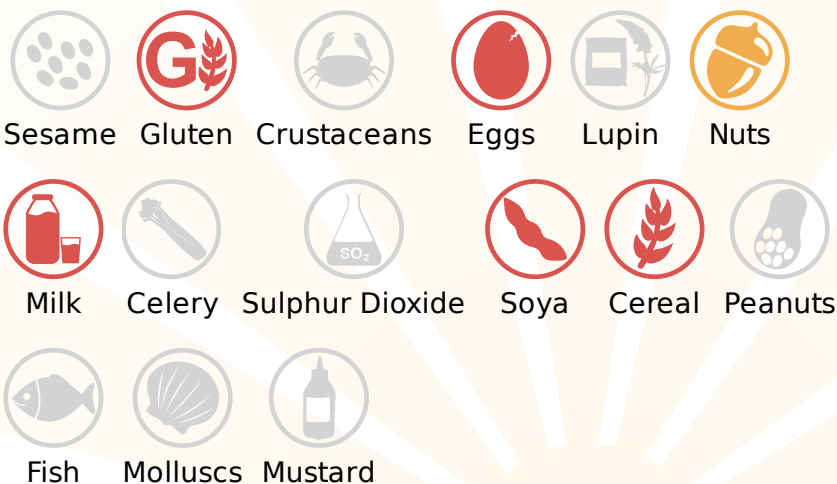 G
Sesame Gluten Crustaceans Eggs Lupin Nuts
SO₂
Milk Celery Sulphur Dioxide Soya Cereal Peanuts
Fish Molluscs Mustard